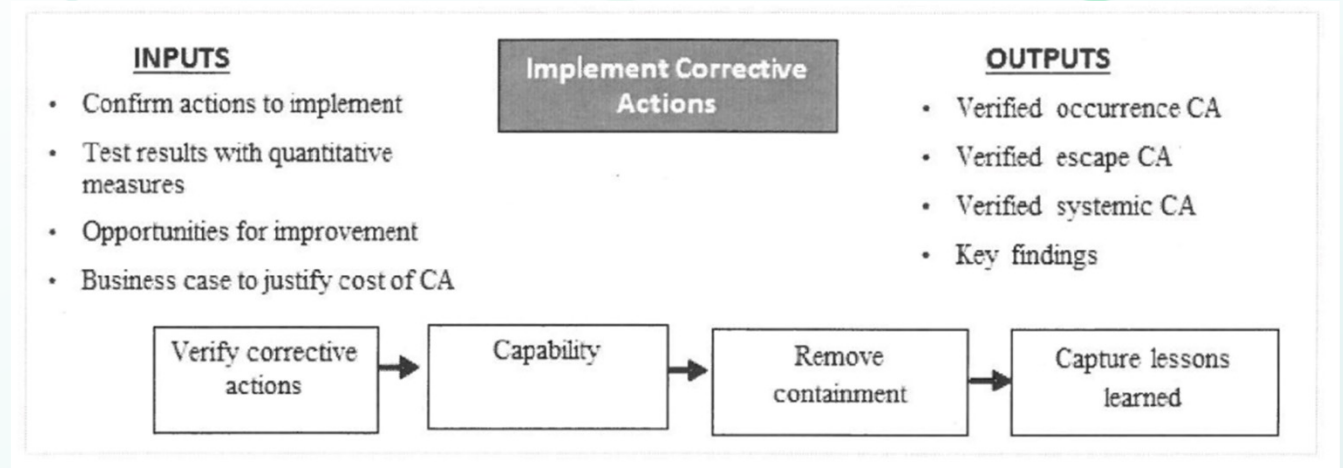 INPUTS
• Confirm actions to implement
• Test results with quantitative
measures
• Opportunities for improvement
• Business case to justify cost of CA
Implement Corrective
Actions
OUTPUTS
• Verified occurrence CA
• Verified escape CA
• Verified systemic CA
• Key findings
Verify corrective
actions
Capability
Remove
containment
Capture lessons
learned